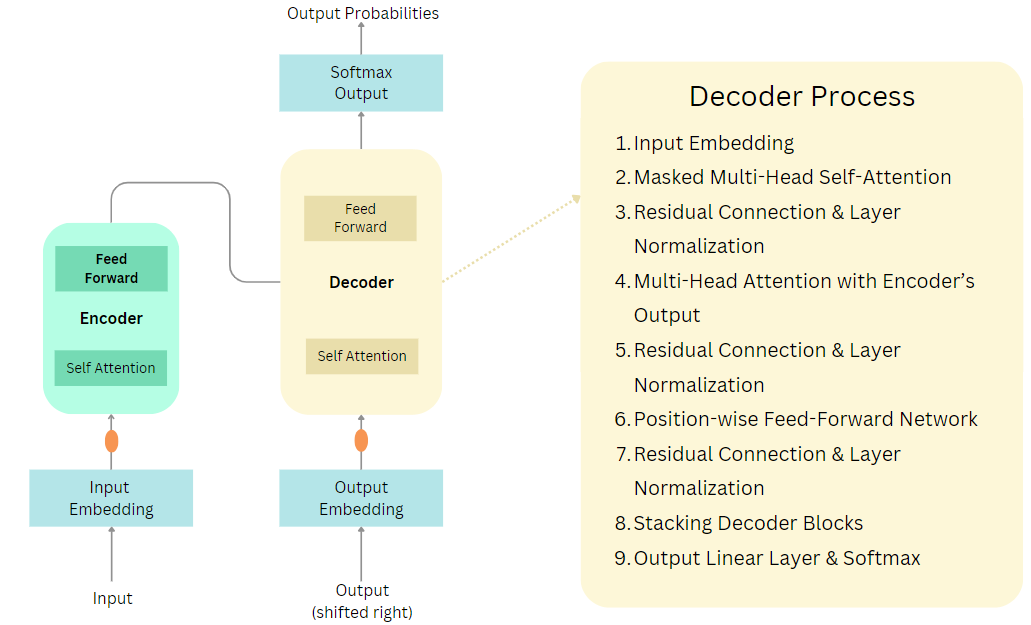 Output Probabilities
Softmax
Output
Feed
Forward
Decoder
Self Attention
Feed
Forward
Encoder
Self Attention
Input
Embedding
Output
Embedding
Input
Output
(shifted right)
Decoder Process
1. Input Embedding
2. Masked Multi-Head Self-Attention
3. Residual Connection & Layer
Normalization
4. Multi-Head Attention with Encoder’s
Output
5. Residual Connection & Layer
Normalization
6. Position-wise Feed-Forward Network
7. Residual Connection & Layer
Normalization
8. Stacking Decoder Blocks
9. Output Linear Layer & Softmax